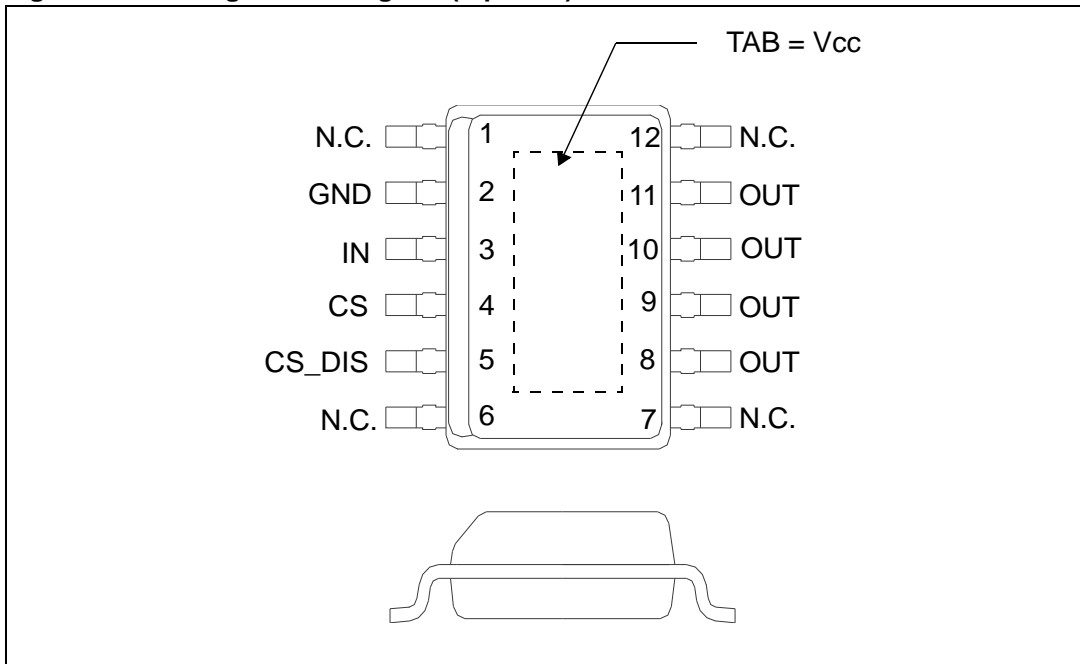 TAB = Vcc
N.C. 1 12 N.C.
GND 2 11 OUT
IN 3 10 OUT
CS 4 9 OUT
CS_DIS 5 8 OUT
N.C. 6 7 N.C.